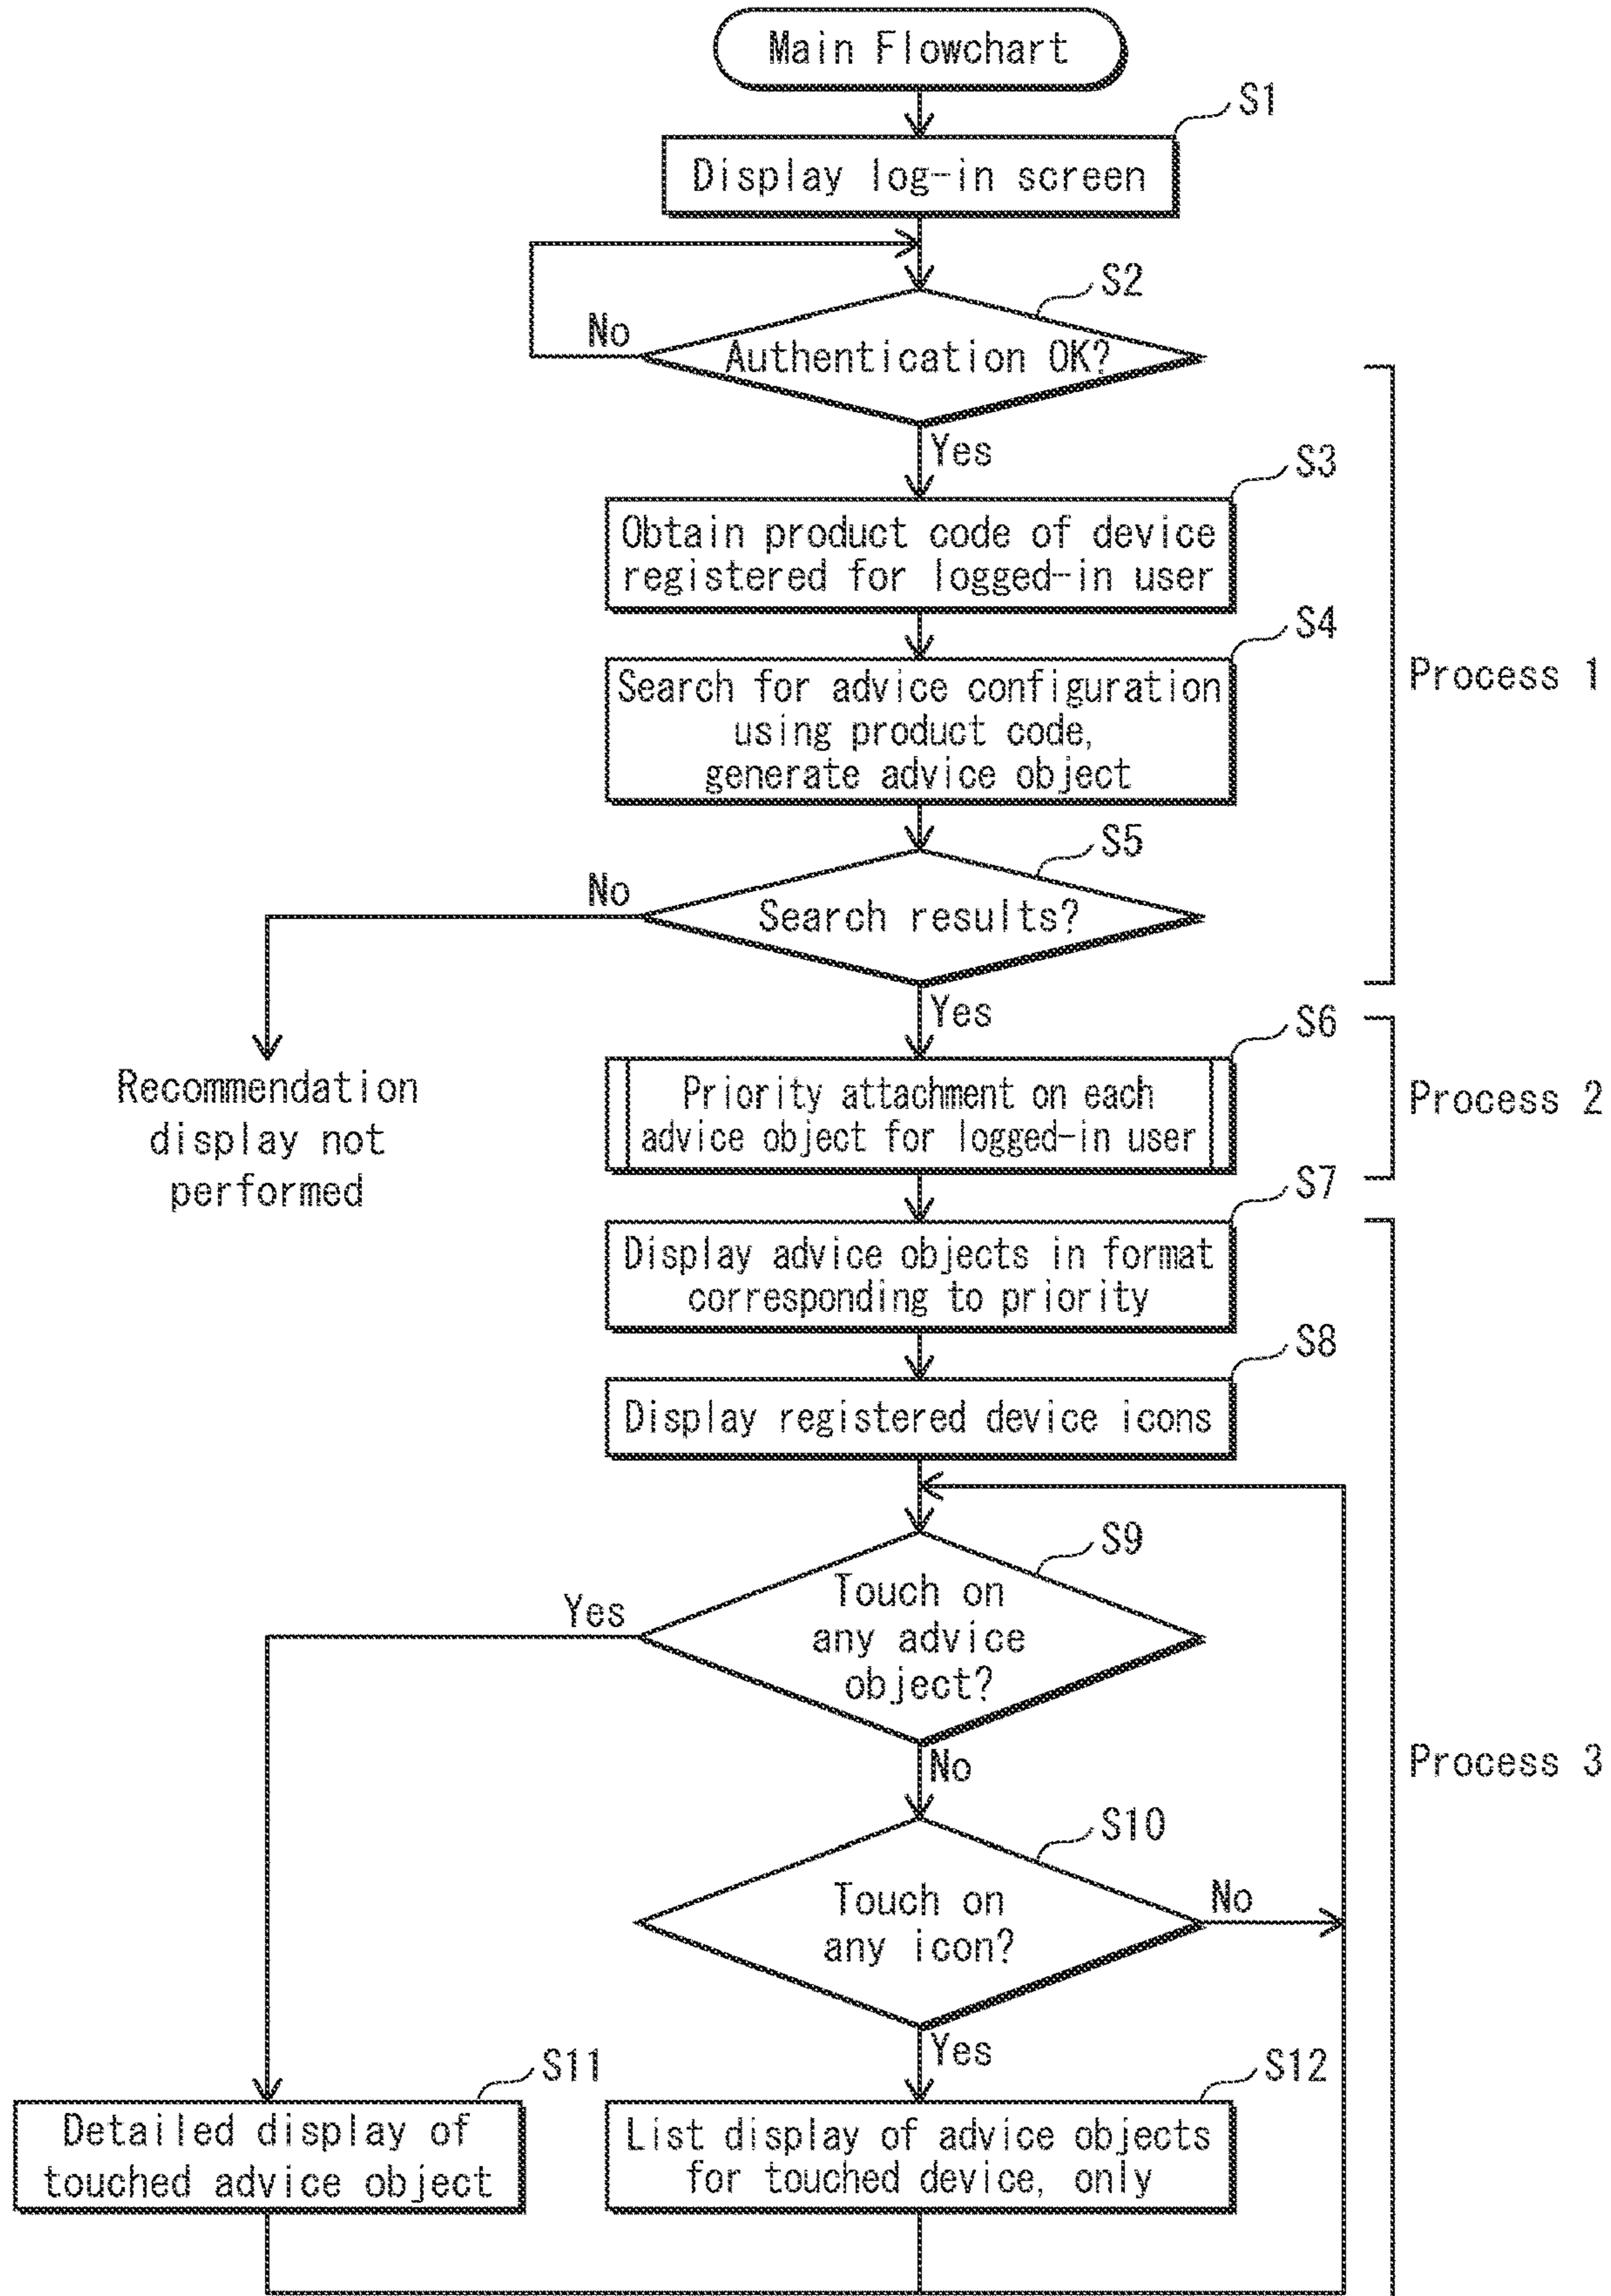 Main Flowchart
S1
Display log-in screen
S2
No
Authentication OK?
Yes
S3
Obtain product code of device
registered for logged-in user
S4
Search for advice configuration
using product code,
generate advice object
Process 1
S5
No
Search results?
Yes
Recommendation
display not
performed
S6
Priority attachment on each
advice object for logged-in user
Process 2
S7
Display advice objects in format
corresponding to priority
S8
Display registered device icons
S9
Yes
Touch on
any advice
object?
No
Process 3
S10
Touch on
any icon?
No
Yes
S11
Detailed display of
touched advice object
S12
List display of advice objects
for touched device, only